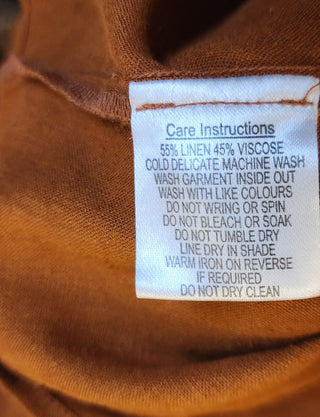 Care Instructions
55% LINEN 45% VISCOSE
COLD DELICATE MACHINE WASH
WASH GARMENT INSIDE OUT
WASH WITH LIKE COLOURS
DO NOT WRING OR SPIN
DO NOT BLEACH OR SOAK
DO NOT TUMBLE DRY
LINE DRY IN SHADE
WARM IRON ON REVERSE
IF REQUIRED
DO NOT DRY CLEAN